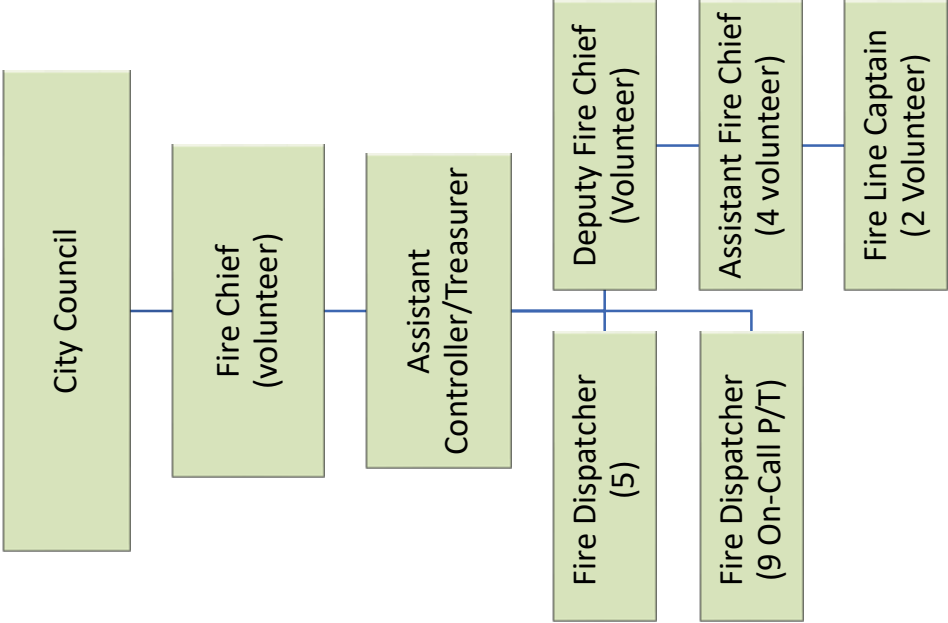 City Council
Fire Chief
(volunteer)
Assistant
Controller/Treasurer
Fire Dispatcher
(5)
Fire Dispatcher
(9 On-Call P/T)
Deputy Fire Chief
(Volunteer)
Assistant Fire Chief
(4 volunteer)
Fire Line Captain
(2 Volunteer)